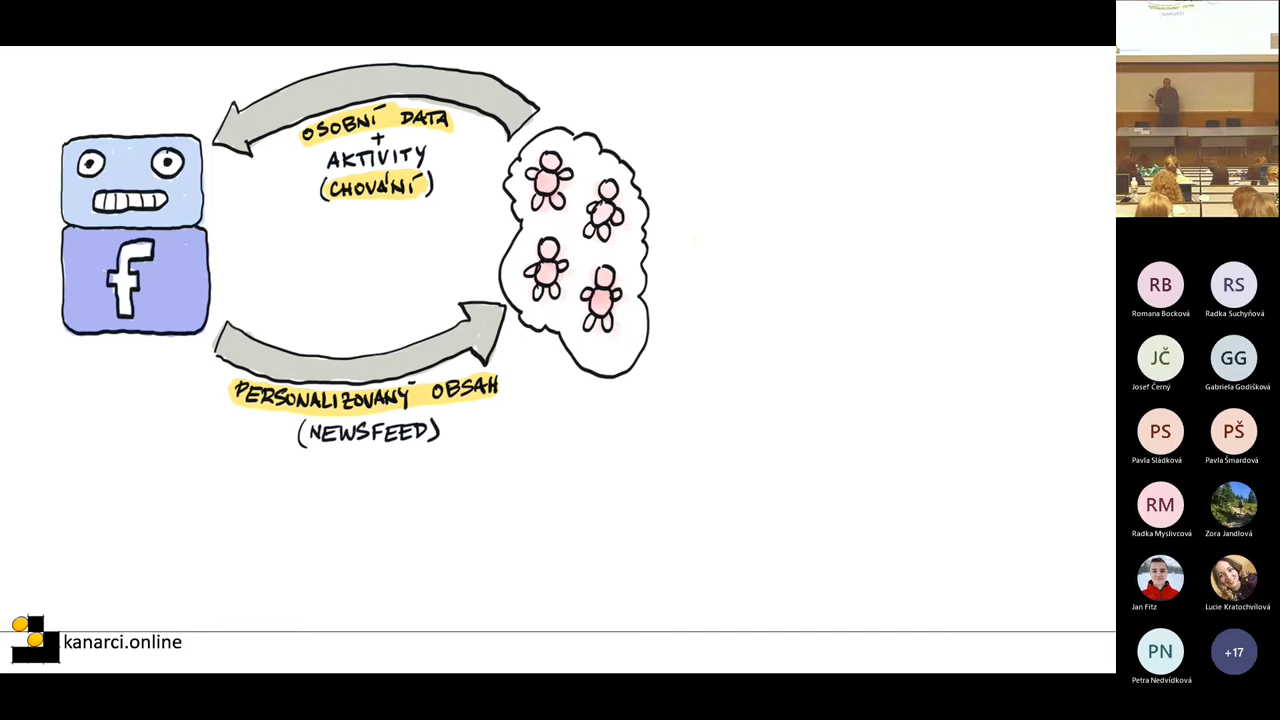 OSOBNÍ DATA
+
AKTIVITY
(CHOVÁNÍ)
f
PERSONALIZOVANÝ OBSAH
(NEWSFEED)
kanarci.online
RB
RS
Romana Bocková
Radka Suchyňová
JČ
GG
Josef Černý
Gabriela Godišková
PS
PŠ
Pavla Sládková
Pavla Šmardová
RM
Radka Myslivcová
Zora Jandlová
Jan Fitz
Lucie Kratochvílová
PN
+17
Petra Nedvídková